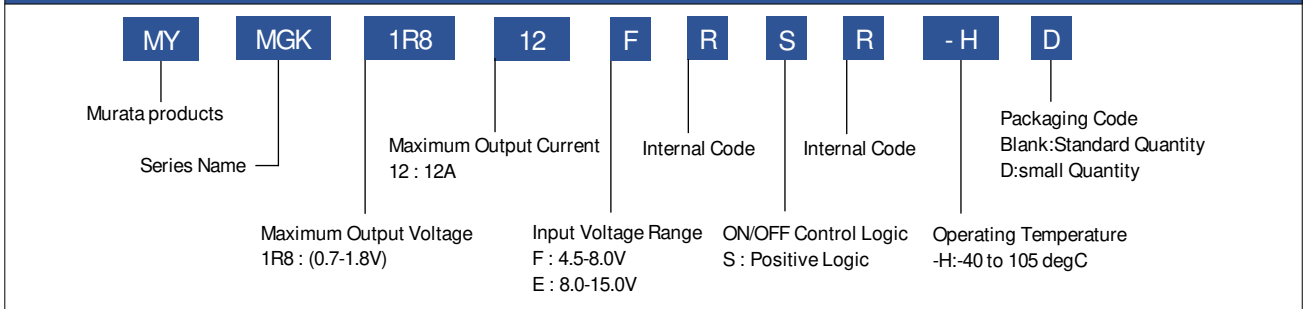 MY MGK 1R8 12 F R S R - H D
Murata products
Series Name
Maximum Output Voltage
1R8 : (0.7-1.8V)
Maximum Output Current
12 : 12A
Input Voltage Range
F : 4.5-8.0V
E : 8.0-15.0V
Internal Code
ON/OFF Control Logic
S : Positive Logic
Internal Code
Operating Temperature
-H:-40 to 105 degC
Packaging Code
Blank:Standard Quantity
D:small Quantity